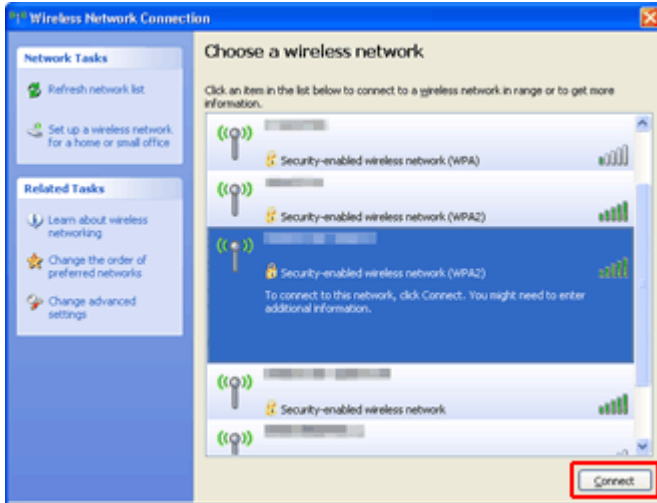 Wireless Network Connection
Network Tasks
Refresh network list
Set up a wireless network
for a home or small office
Related Tasks
Learn about wireless
networking
Change the order of
preferred networks
Change advanced
settings
Choose a wireless network
Click an item in the list below to connect to a wireless network in range or to get more
information.
Security-enabled wireless network (WPA)
Security-enabled wireless network (WPA2)
Security-enabled wireless network (WPA2)
To connect to this network, click Connect. You might need to enter
additional information.
Security-enabled wireless network
Connect